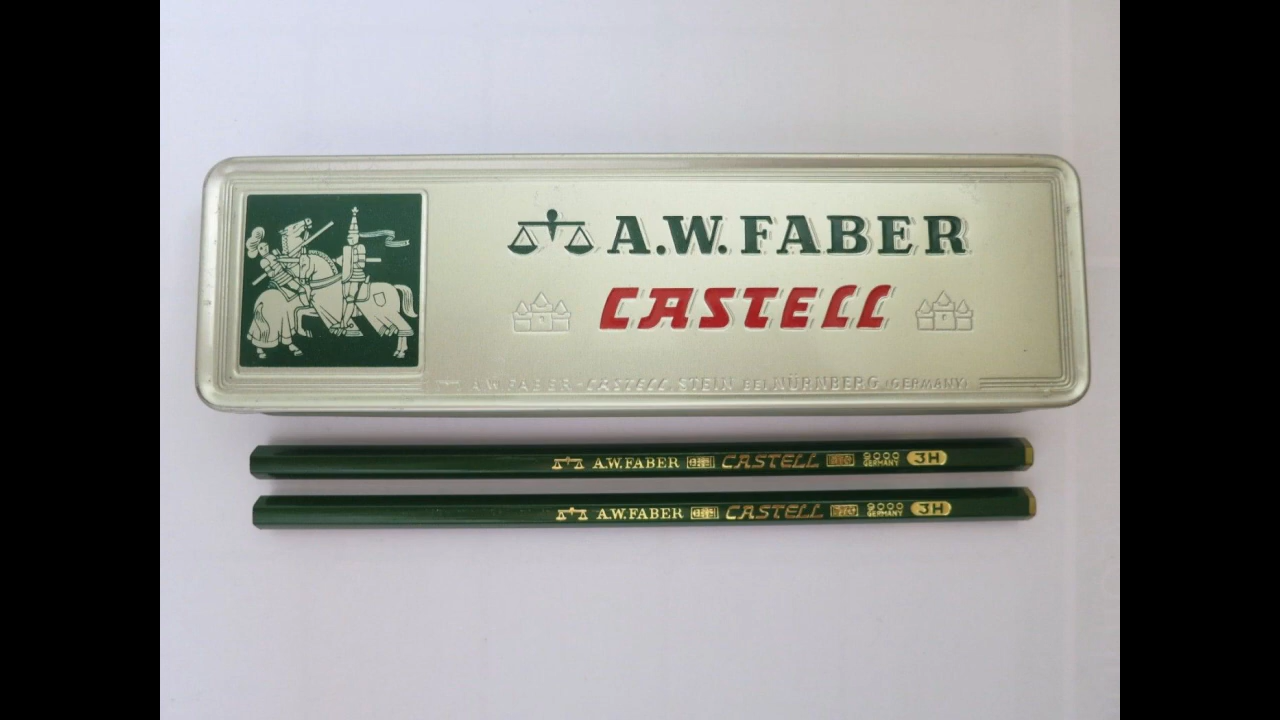 A.W.FABER
CASTELL
A.W.FABER-CASTELL STEIN BEI NÜRNBERG (GERMANY)
A.W.FABER CASTELL 9000 GERMANY 3H
A.W.FABER CASTELL 9000 GERMANY 3H